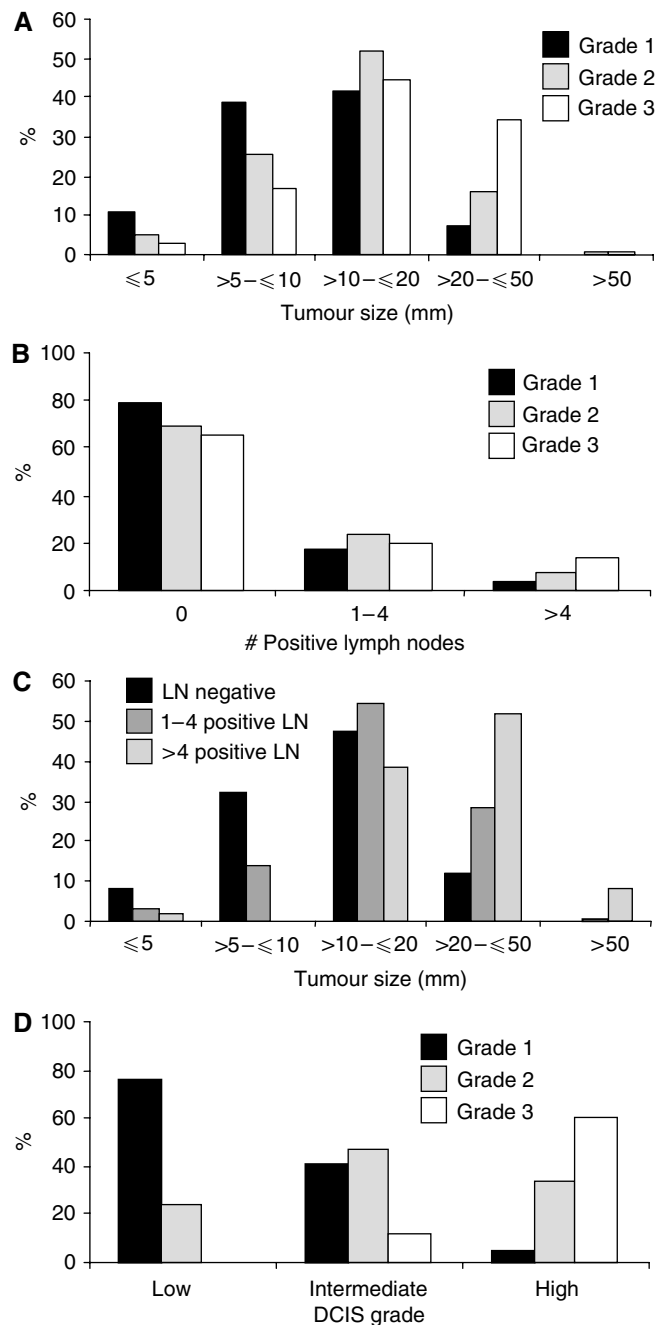 A
60
50
40
30
20
10
0
%
Grade 1
Grade 2
Grade 3
⩽5
>5–⩽10
>10–⩽20
>20–⩽50
>50
Tumour size (mm)
B
100
80
60
40
20
0
%
Grade 1
Grade 2
Grade 3
0
1–4
>4
# Positive lymph nodes
C
60
50
40
30
20
10
0
%
LN negative
1–4 positive LN
>4 positive LN
⩽5
>5–⩽10
>10–⩽20
>20–⩽50
>50
Tumour size (mm)
D
100
80
60
40
20
0
%
Grade 1
Grade 2
Grade 3
Low
Intermediate
High
DCIS grade